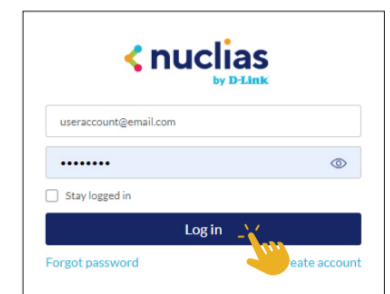 nuclias
by D-Link
useraccount@email.com
••••••••
Stay logged in
Log in
Forgot password
eate account